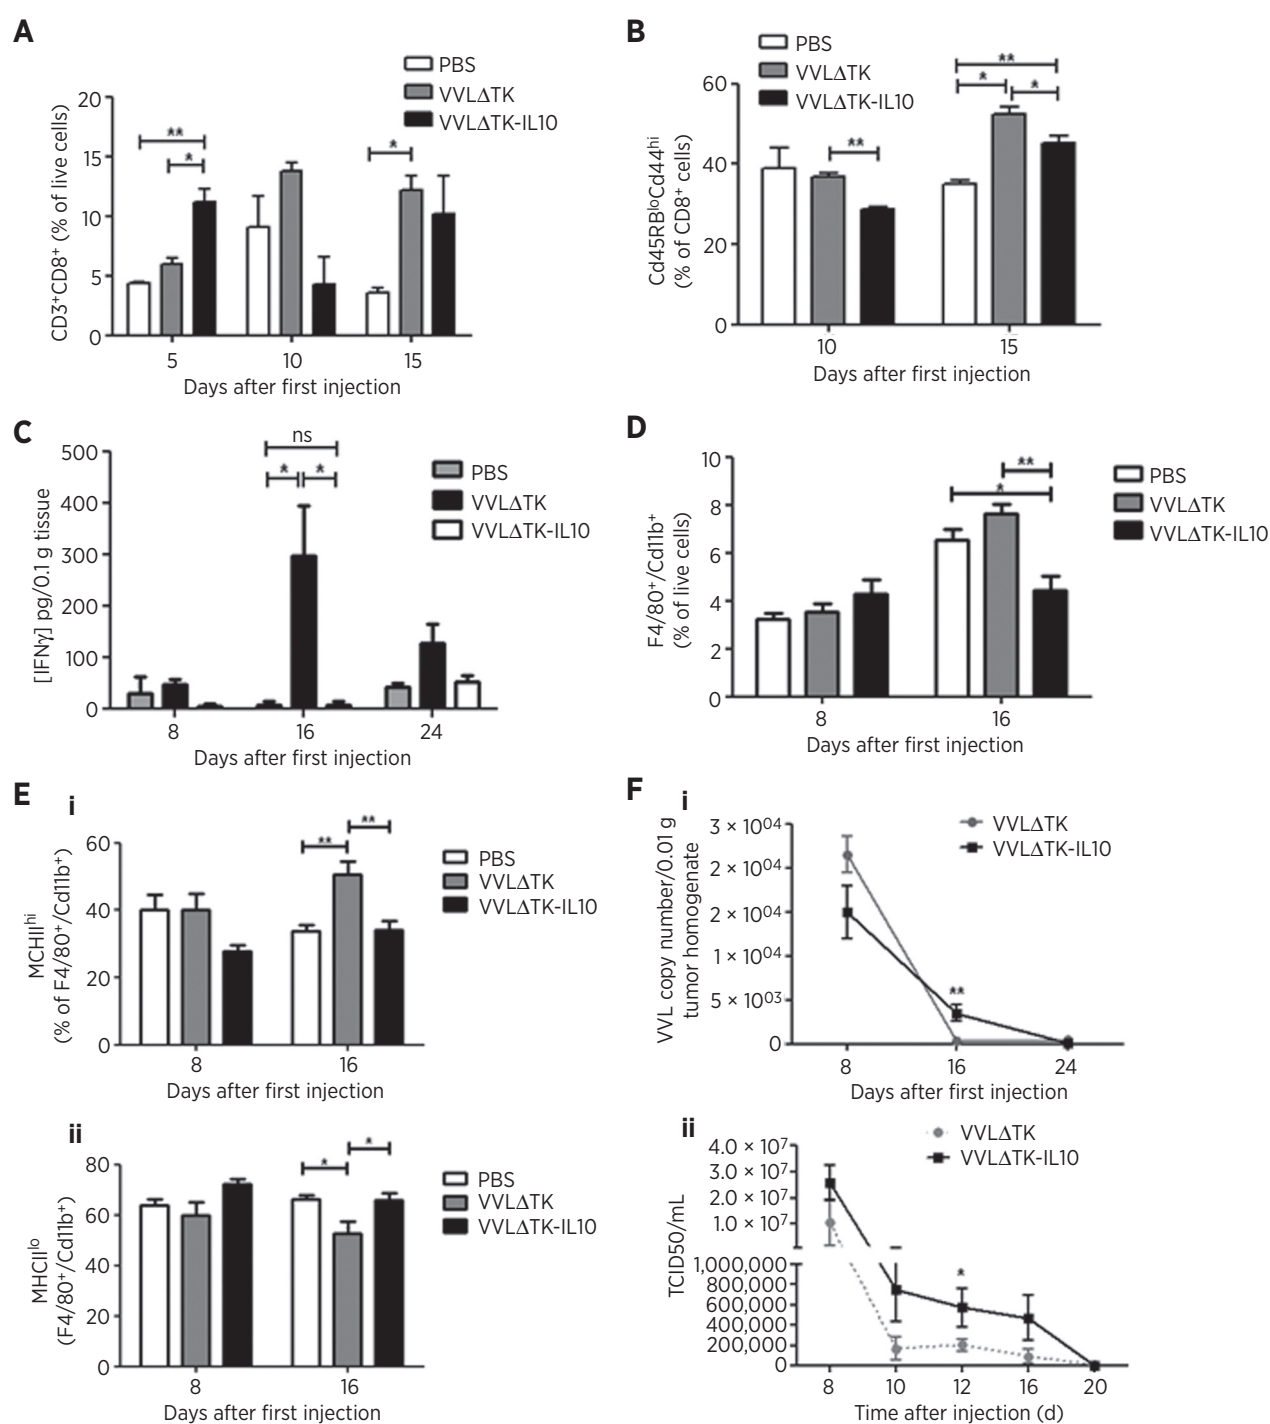 A
PBS
VVLΔTK
VVLΔTK-IL10
CD3⁺CD8⁺ (% of live cells)
20
15
10
5
0
**
*
*
5
10
15
Days after first injection
B
PBS
VVLΔTK
VVLΔTK-IL10
Cd45RBˡᵒCd44ʰⁱ
(% of CD8⁺ cells)
60
40
20
0
**
**
*
*
10
15
Days after first injection
C
[IFNγ] pg/0.1 g tissue
500
400
300
200
100
0
ns
*
*
PBS
VVLΔTK
VVLΔTK-IL10
8
16
24
Days after first injection
D
F4/80⁺/Cd11b⁺
(% of live cells)
10
8
6
4
2
0
**
*
PBS
VVLΔTK
VVLΔTK-IL10
8
16
Days after first injection
E
i
MCHIIʰⁱ
(% of F4/80⁺/Cd11b⁺)
60
40
20
0
**
**
PBS
VVLΔTK
VVLΔTK-IL10
8
16
Days after first injection
ii
MHCIIˡᵒ
(F4/80⁺/Cd11b⁺)
80
60
40
20
0
*
*
PBS
VVLΔTK
VVLΔTK-IL10
8
16
Days after first injection
F
i
VVL copy number/0.01 g
tumor homogenate
3 × 10⁰⁴
2 × 10⁰⁴
2 × 10⁰⁴
1 × 10⁰⁴
5 × 10⁰³
0
**
VVLΔTK
VVLΔTK-IL10
8
16
24
Days after first injection
ii
TCID50/mL
4.0 × 10⁷
3.0 × 10⁷
2.0 × 10⁷
1.0 × 10⁷
1,000,000
800,000
600,000
400,000
200,000
0
*
VVLΔTK
VVLΔTK-IL10
8
10
12
16
20
Time after injection (d)